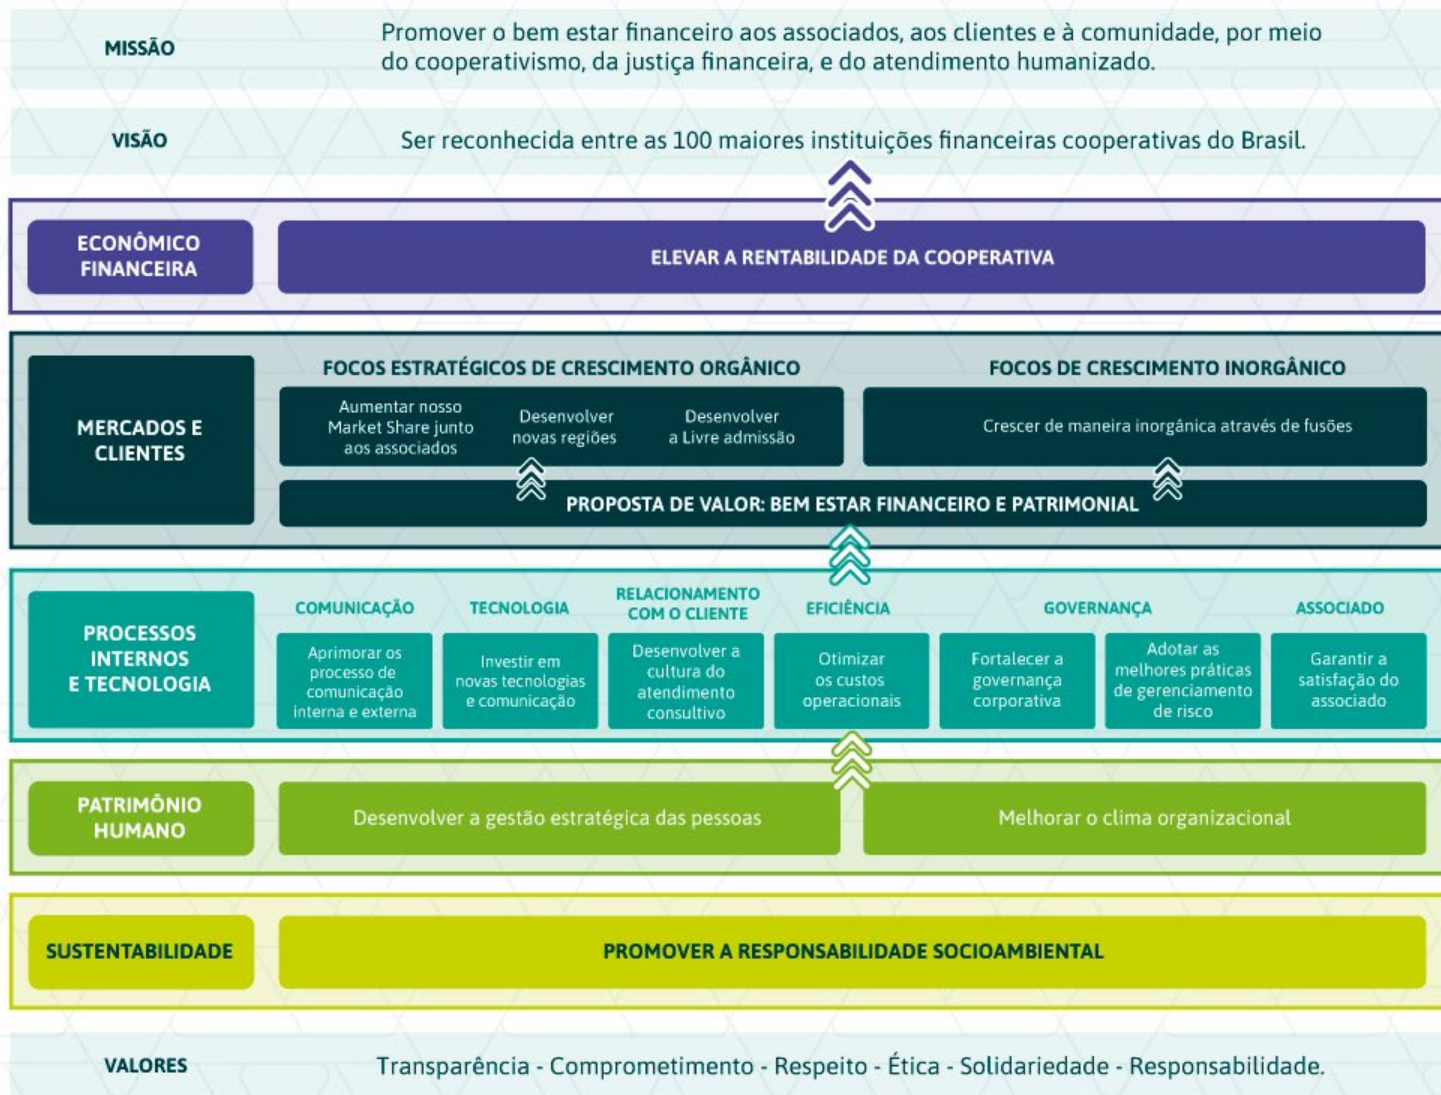 MISSÃO
Promover o bem estar financeiro aos associados, aos clientes e à comunidade, por meio
do cooperativismo, da justiça financeira, e do atendimento humanizado.
VISÃO
Ser reconhecida entre as 100 maiores instituições financeiras cooperativas do Brasil.
ECONÔMICO
FINANCEIRA
ELEVAR A RENTABILIDADE DA COOPERATIVA
MERCADOS E
CLIENTES
FOCOS ESTRATÉGICOS DE CRESCIMENTO ORGÂNICO
Aumentar nosso
Market Share junto
aos associados
Desenvolver
novas regiões
Desenvolver
a Livre admissão
FOCOS DE CRESCIMENTO INORGÂNICO
Crescer de maneira inorgânica através de fusões
PROPOSTA DE VALOR: BEM ESTAR FINANCEIRO E PATRIMONIAL
PROCESSOS
INTERNOS
E TECNOLOGIA
COMUNICAÇÃO
Aprimorar os
processo de
comunicação
interna e externa
TECNOLOGIA
Investir em
novas tecnologias
e comunicação
RELACIONAMENTO
COM O CLIENTE
Desenvolver a
cultura do
atendimento
consultivo
EFICIÊNCIA
Otimizar
os custos
operacionais
GOVERNANÇA
Fortalecer a
governança
corporativa
Adotar as
melhores práticas
de gerenciamento
de risco
ASSOCIADO
Garantir a
satisfação do
associado
PATRIMÔNIO
HUMANO
Desenvolver a gestão estratégica das pessoas
Melhorar o clima organizacional
SUSTENTABILIDADE
PROMOVER A RESPONSABILIDADE SOCIOAMBIENTAL
VALORES
Transparência - Comprometimento - Respeito - Ética - Solidariedade - Responsabilidade.